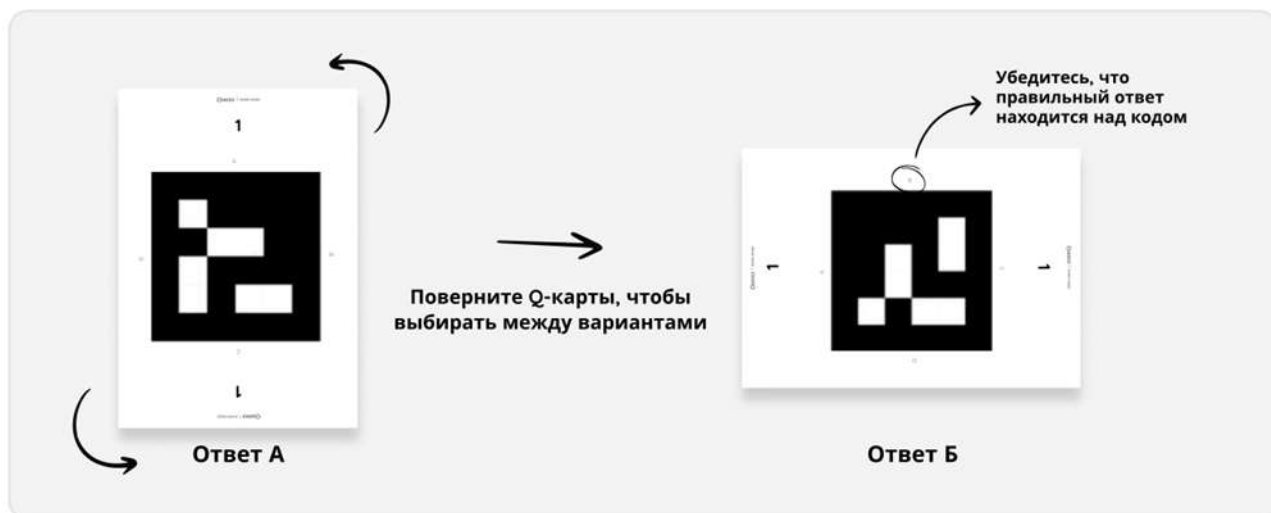 Убедитесь, что
правильный ответ
находится над кодом
1
Поверните Q-карты, чтобы
выбирать между вариантами
1
1
1
Ответ А
Ответ Б